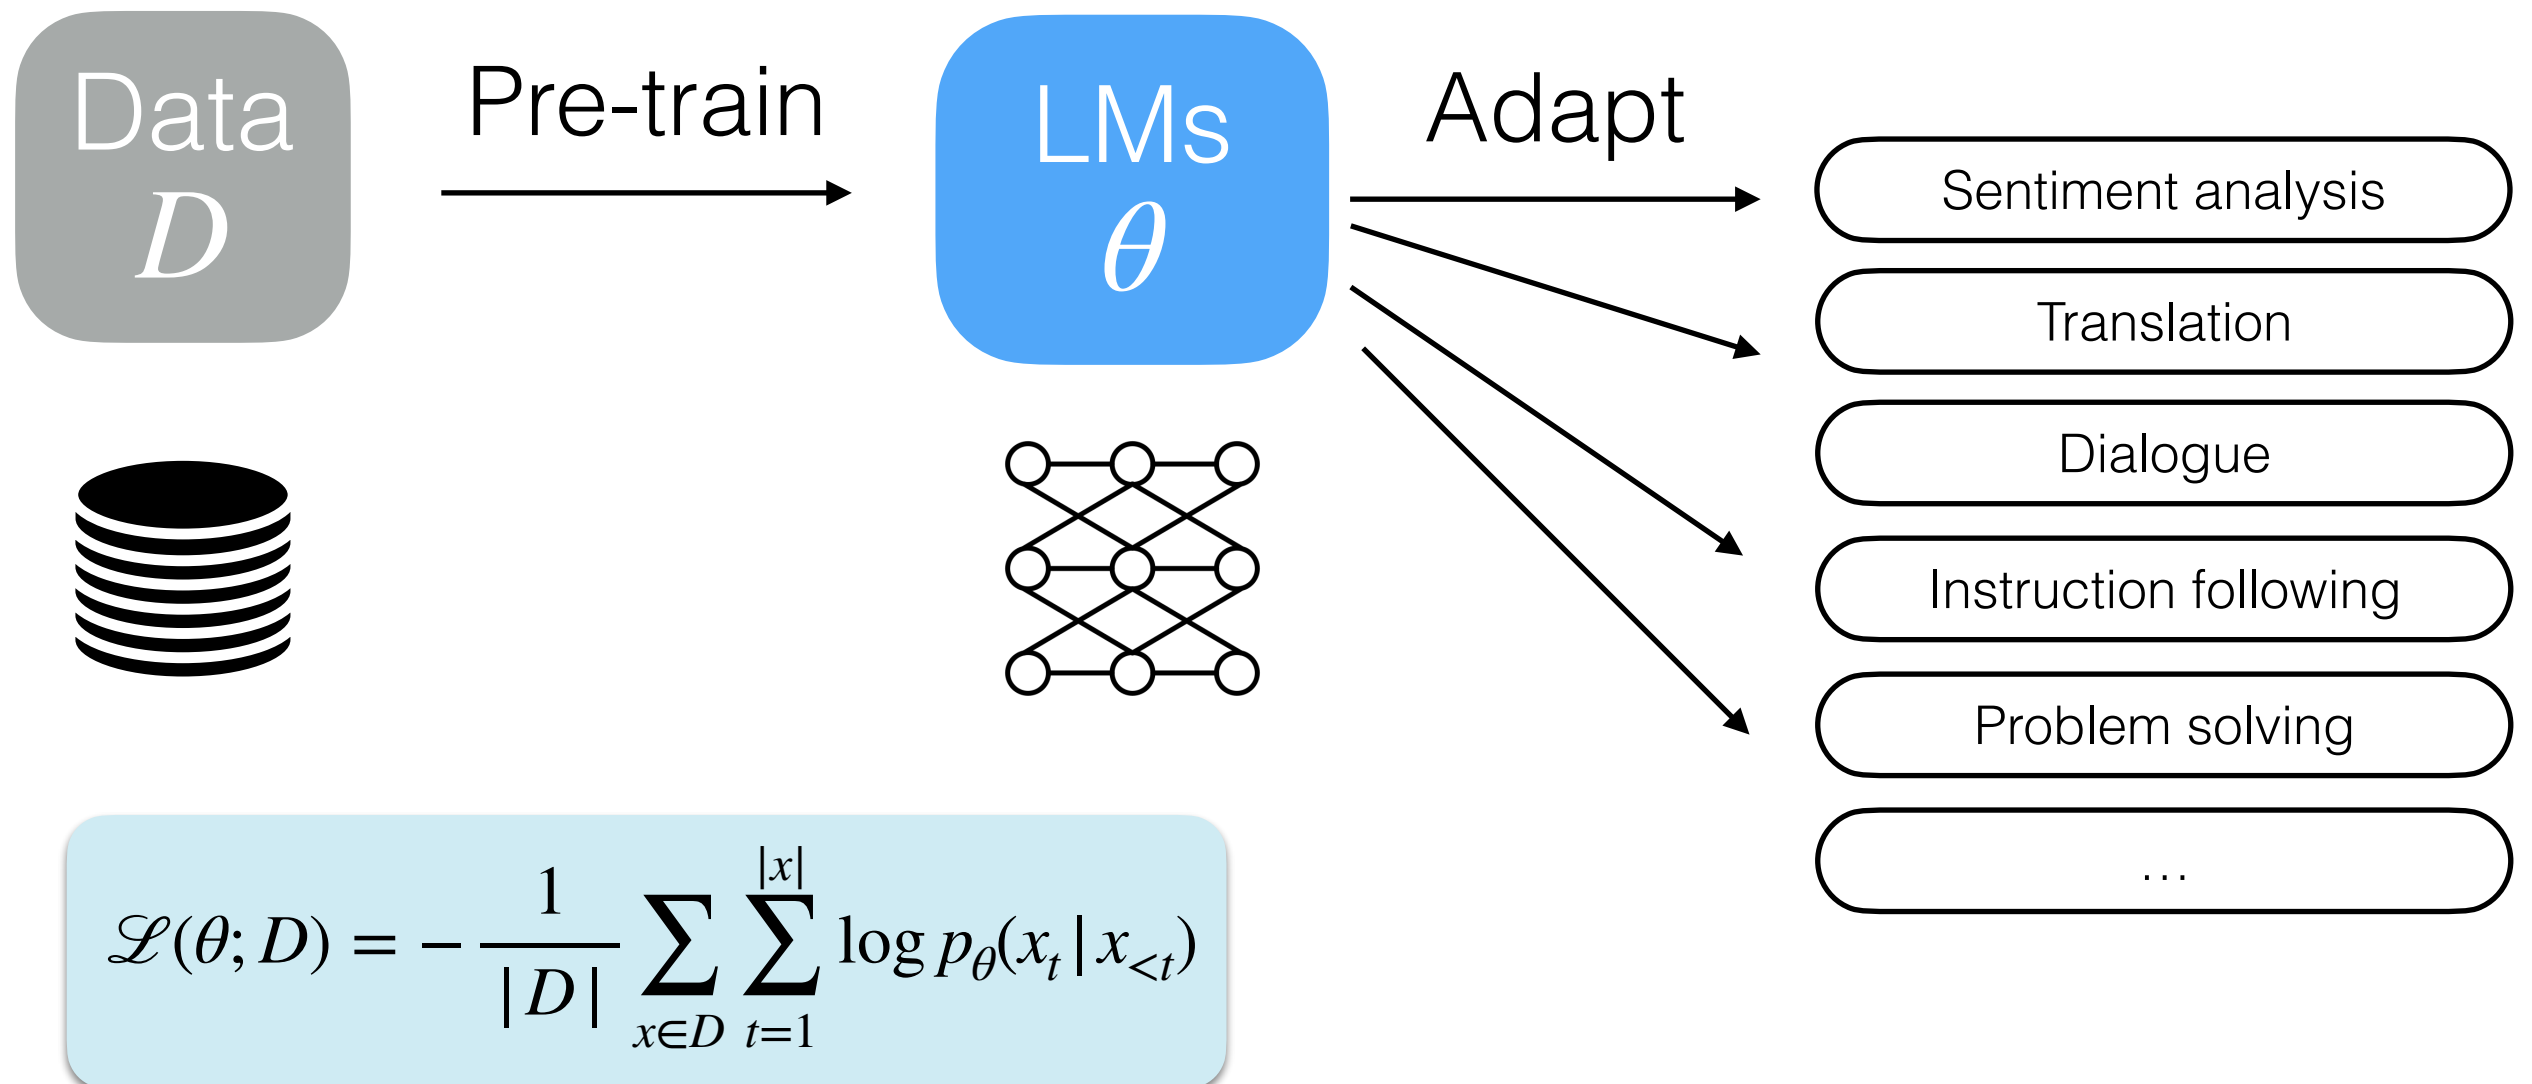 Data
D
Pre-train
LMs
θ
Adapt
Sentiment analysis
Translation
Dialogue
Instruction following
Problem solving
...
ℒ(θ; D) = − 1/|D| ∑_{x∈D} ∑_{t=1}^{|x|} log p_θ(x_t | x_{<t})